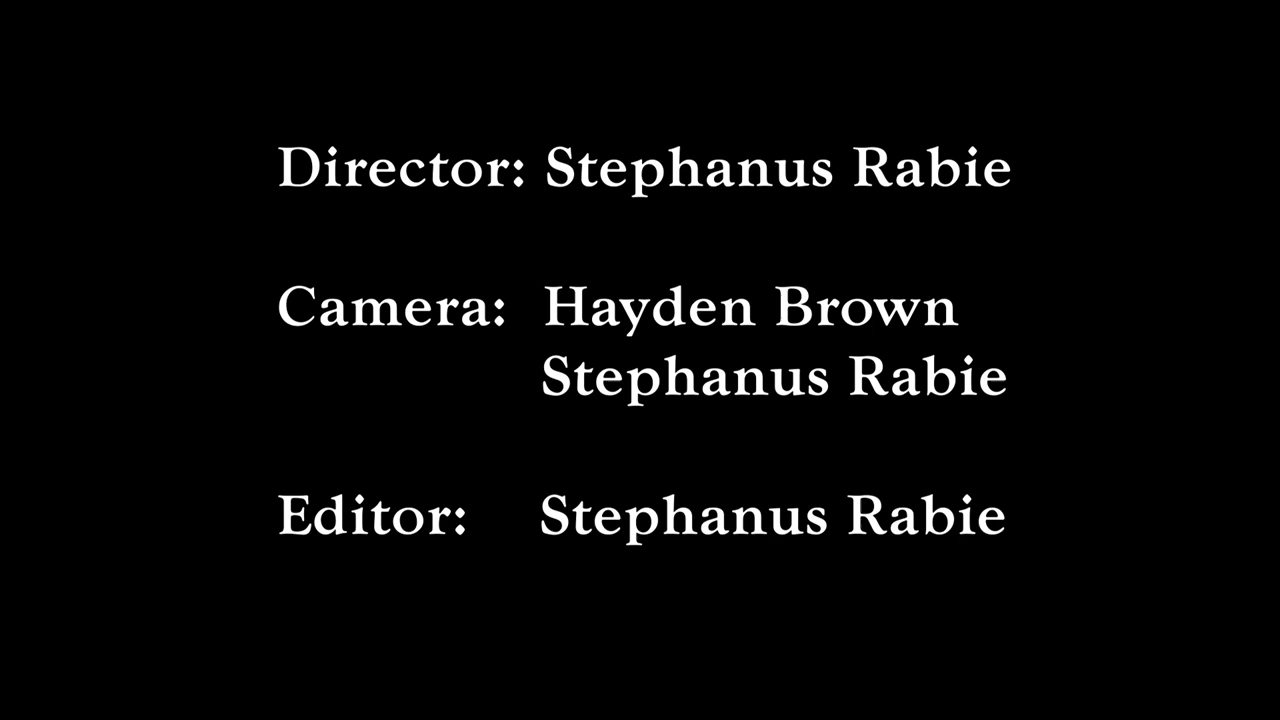 Director: Stephanus Rabie
Camera: Hayden Brown
Stephanus Rabie
Editor: Stephanus Rabie